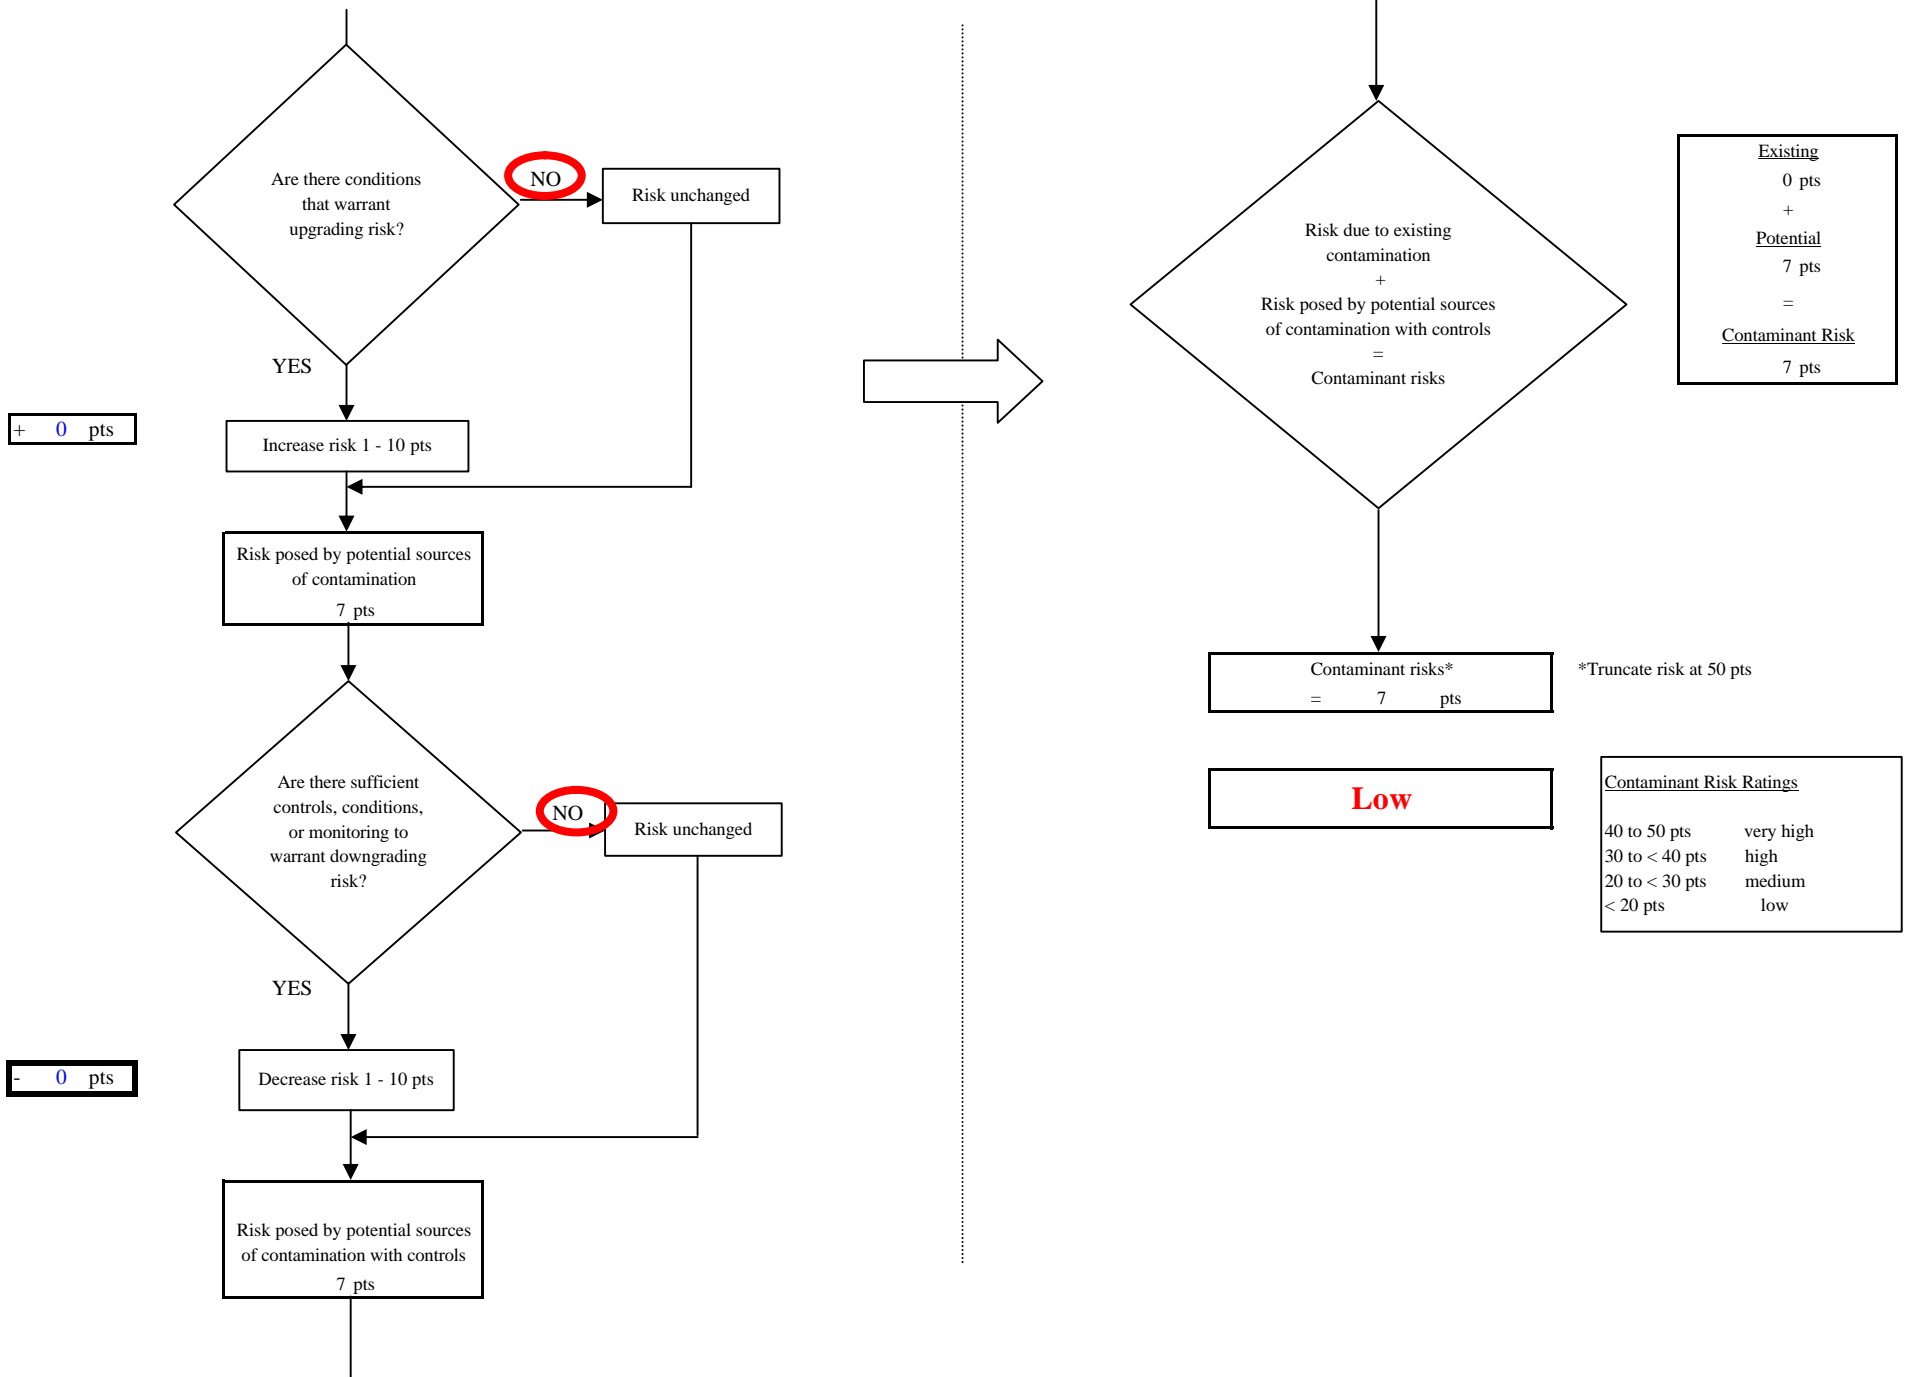 Are there conditions
that warrant
upgrading risk?
NO
Risk unchanged
YES
+ 0 pts
Increase risk 1 - 10 pts
Risk posed by potential sources
of contamination
7 pts
Are there sufficient
controls, conditions,
or monitoring to
warrant downgrading
risk?
NO
Risk unchanged
YES
- 0 pts
Decrease risk 1 - 10 pts
Risk posed by potential sources
of contamination with controls
7 pts
Risk due to existing
contamination
+
Risk posed by potential sources
of contamination with controls
=
Contaminant risks
Existing
0 pts
+
Potential
7 pts
=
Contaminant Risk
7 pts
Contaminant risks*
= 7 pts
*Truncate risk at 50 pts
Low
Contaminant Risk Ratings
40 to 50 pts very high
30 to < 40 pts high
20 to < 30 pts medium
< 20 pts low